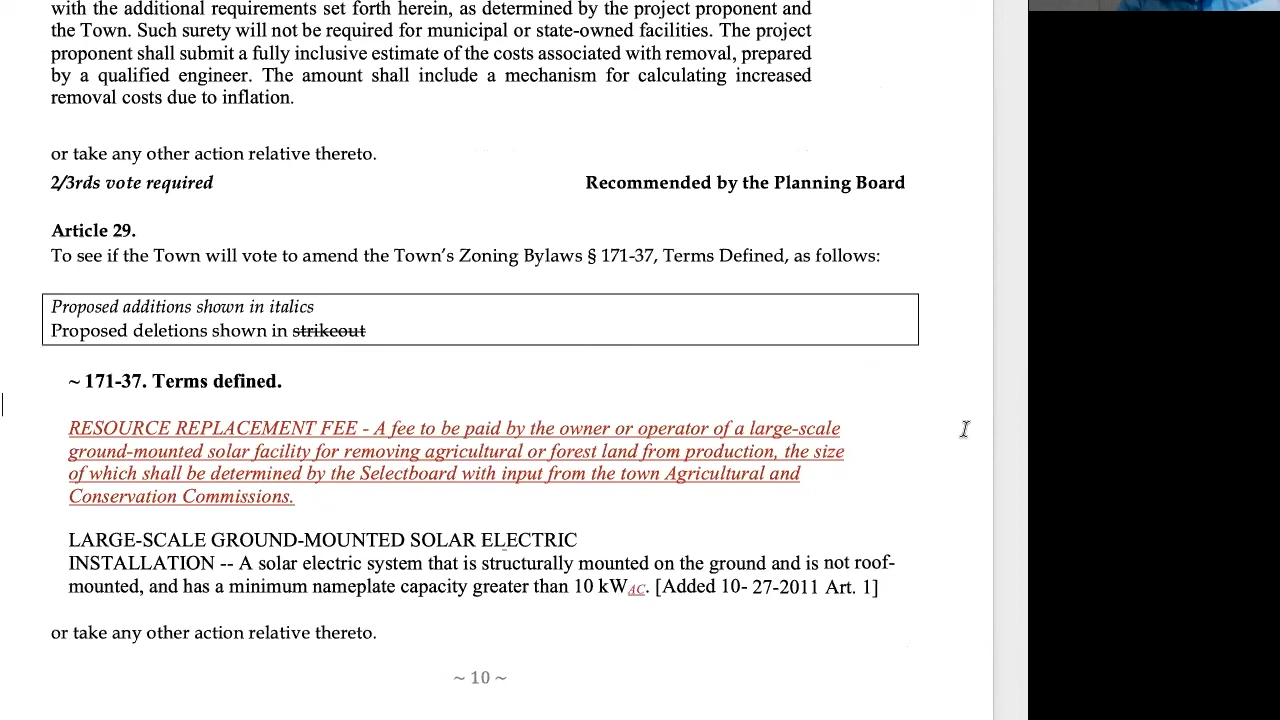 with the additional requirements set forth herein, as determined by the project proponent and
the Town. Such surety will not be required for municipal or state-owned facilities. The project
proponent shall submit a fully inclusive estimate of the costs associated with removal, prepared
by a qualified engineer. The amount shall include a mechanism for calculating increased
removal costs due to inflation.
or take any other action relative thereto.
2/3rds vote required Recommended by the Planning Board
Article 29.
To see if the Town will vote to amend the Town's Zoning Bylaws § 171-37, Terms Defined, as follows:
Proposed additions shown in italics
Proposed deletions shown in strikeout
~ 171-37. Terms defined.
RESOURCE REPLACEMENT FEE - A fee to be paid by the owner or operator of a large-scale
ground-mounted solar facility for removing agricultural or forest land from production, the size
of which shall be determined by the Selectboard with input from the town Agricultural and
Conservation Commissions.
LARGE-SCALE GROUND-MOUNTED SOLAR ELECTRIC
INSTALLATION -- A solar electric system that is structurally mounted on the ground and is not roof-
mounted, and has a minimum nameplate capacity greater than 10 kWAC. [Added 10- 27-2011 Art. 1]
or take any other action relative thereto.
~ 10 ~